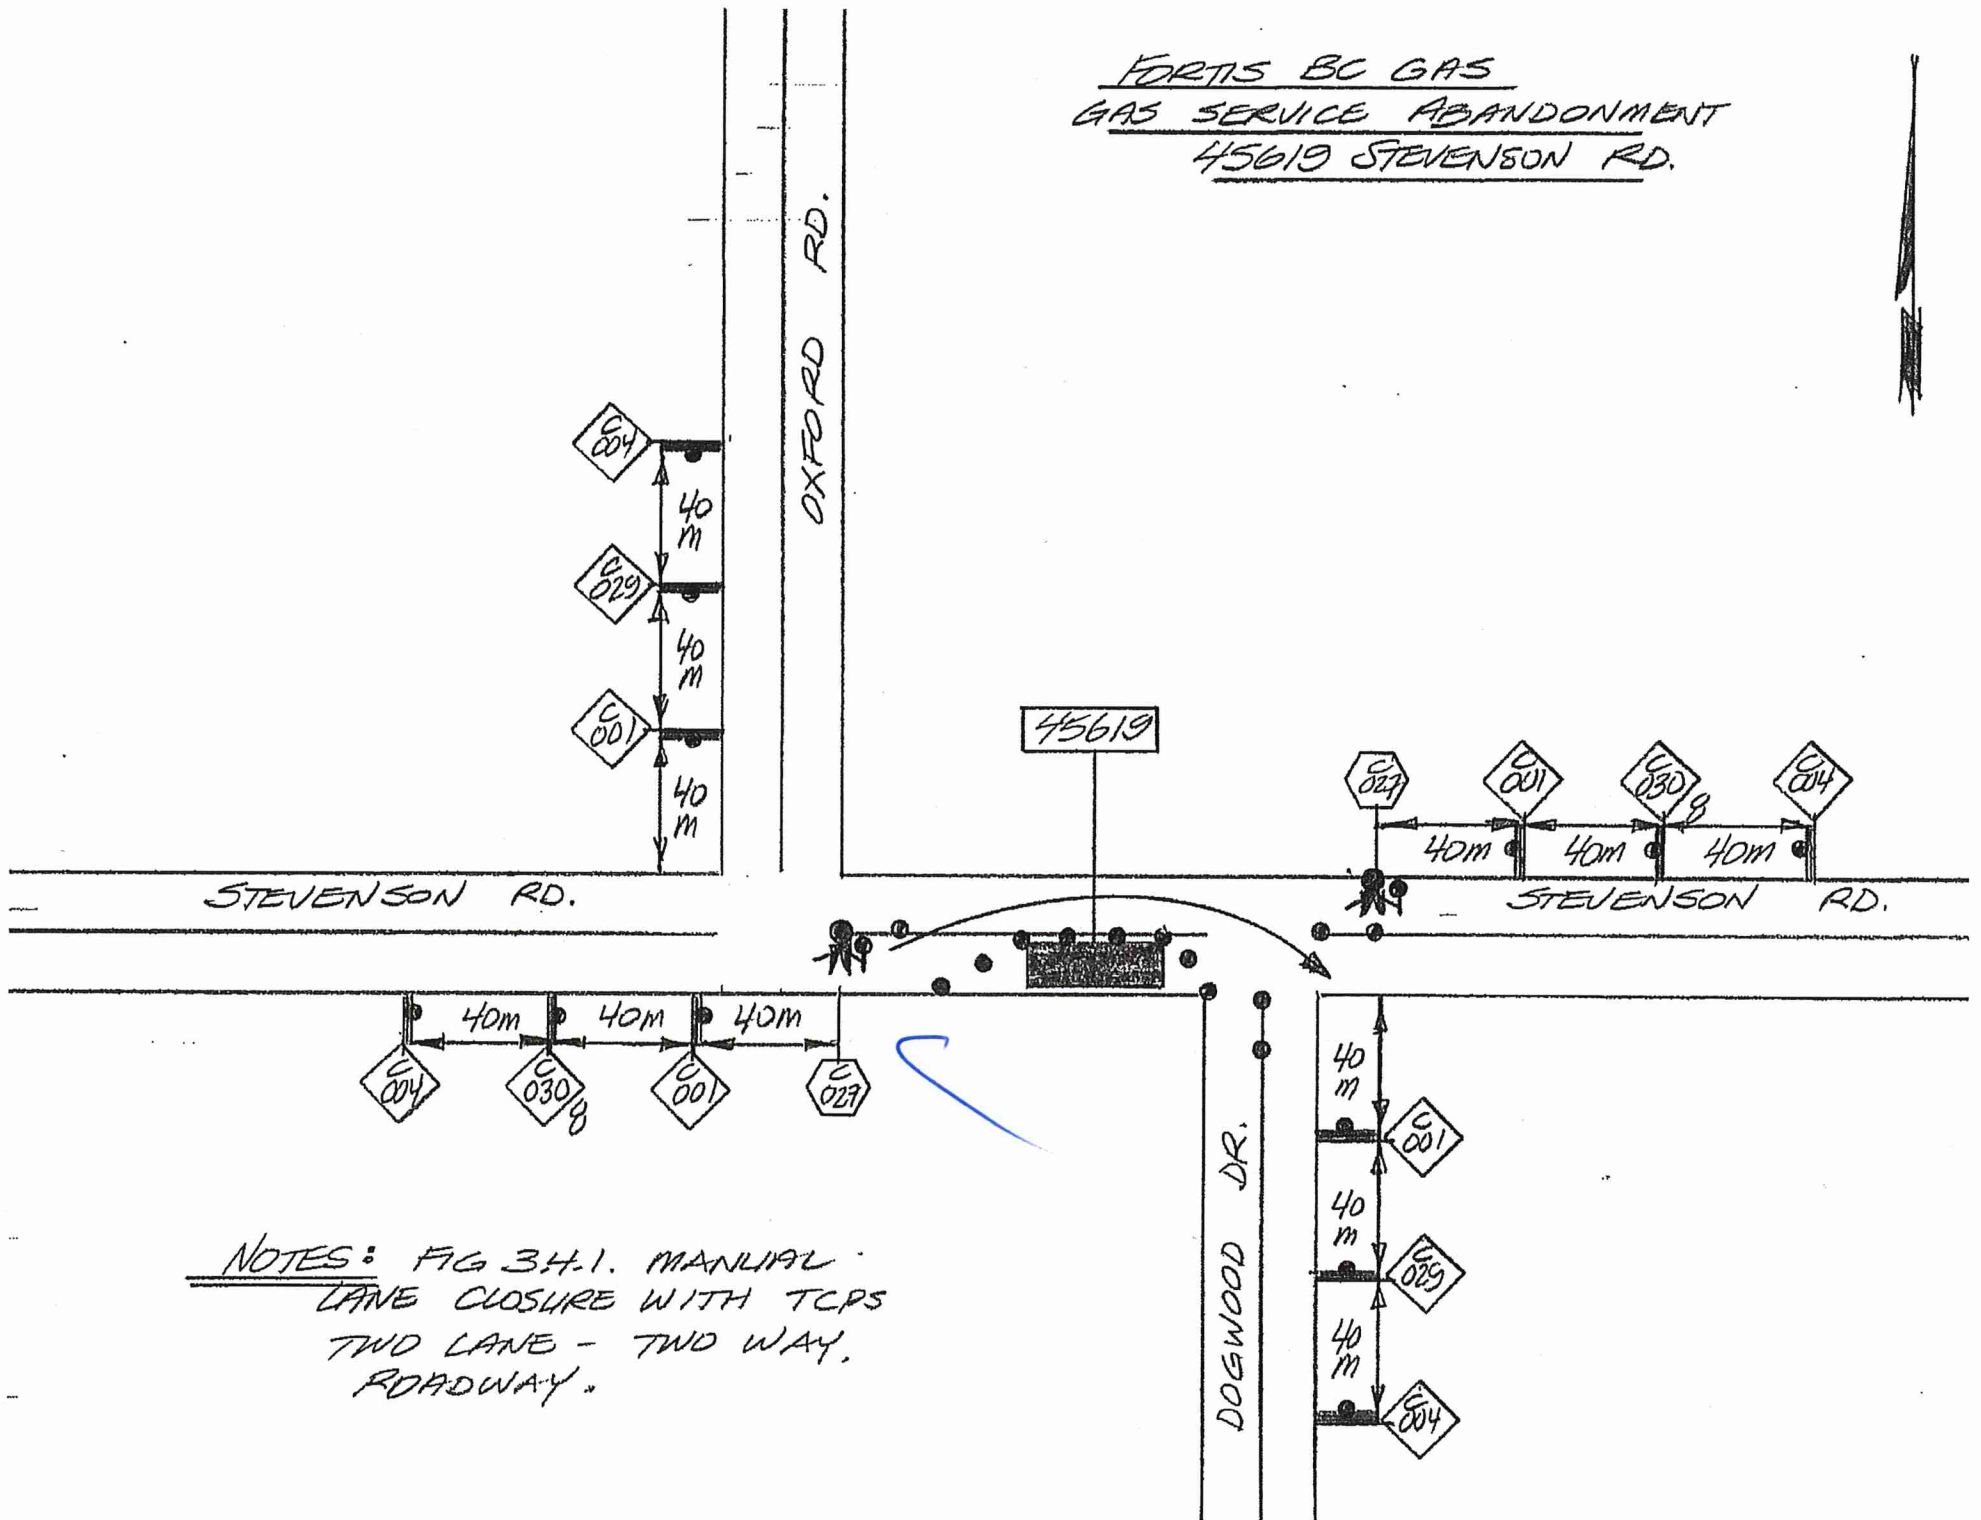 FORTIS BC GAS
GAS SERVICE ABANDONMENT
45619 STEVENSON RD.
OXFORD RD.
C
004
40
m
C
029
40
m
C
001
40
m
45619
C
027
C
001
C
030
8
C
004
40m
40m
40m
STEVENSON RD.
STEVENSON RD.
40m
40m
40m
C
004
C
030
8
C
001
C
027
40
m
C
001
40
m
C
029
40
m
C
004
DOGWOOD DR.
NOTES: FIG 3.4.1. MANUAL
LANE CLOSURE WITH TCPS
TWO LANE - TWO WAY.
ROADWAY.